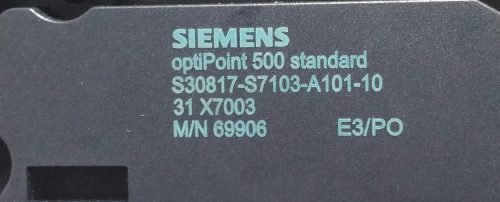 SIEMENS
optiPoint 500 standard
S30817-S7103-A101-10
31 X7003
M/N 69906 E3/PO